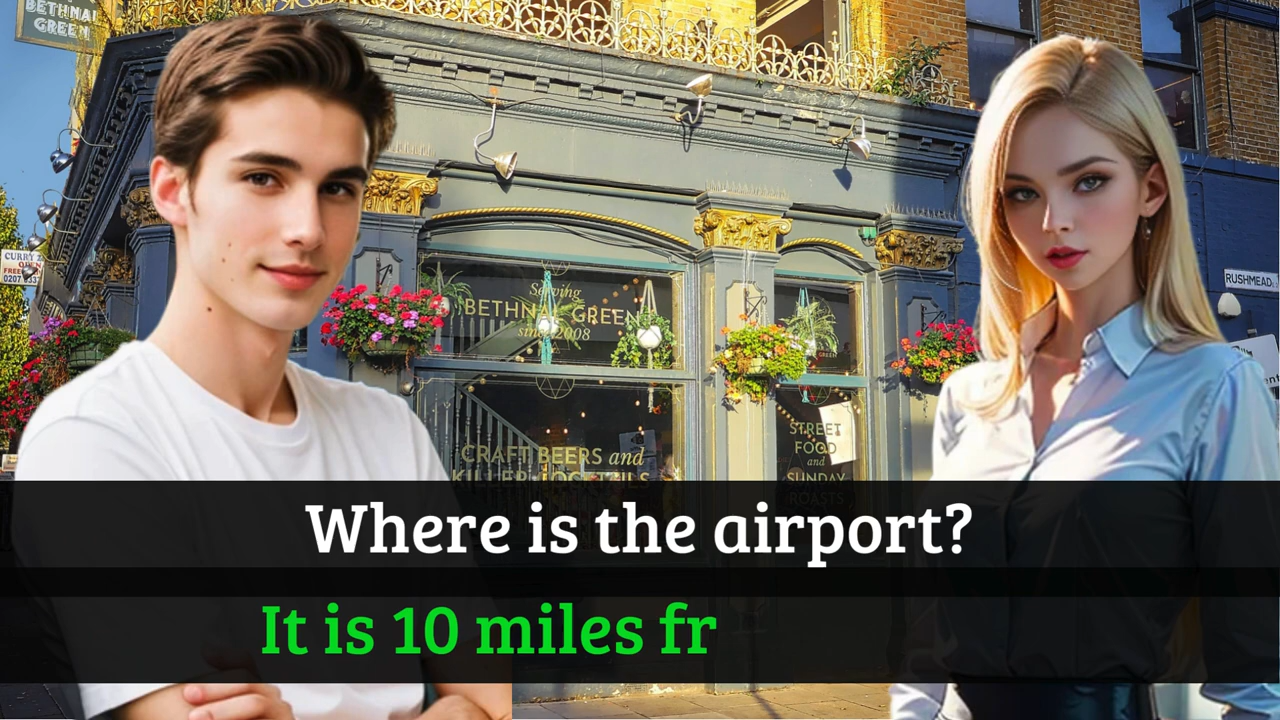 BETHNAL
GREEN
Serving
BETHNAL GREEN
since 2008
CRAFT BEERS and
STREET
FOOD
and
SUNDAY
ROASTS
RUSHMEAD
Where is the airport?
It is 10 miles fr